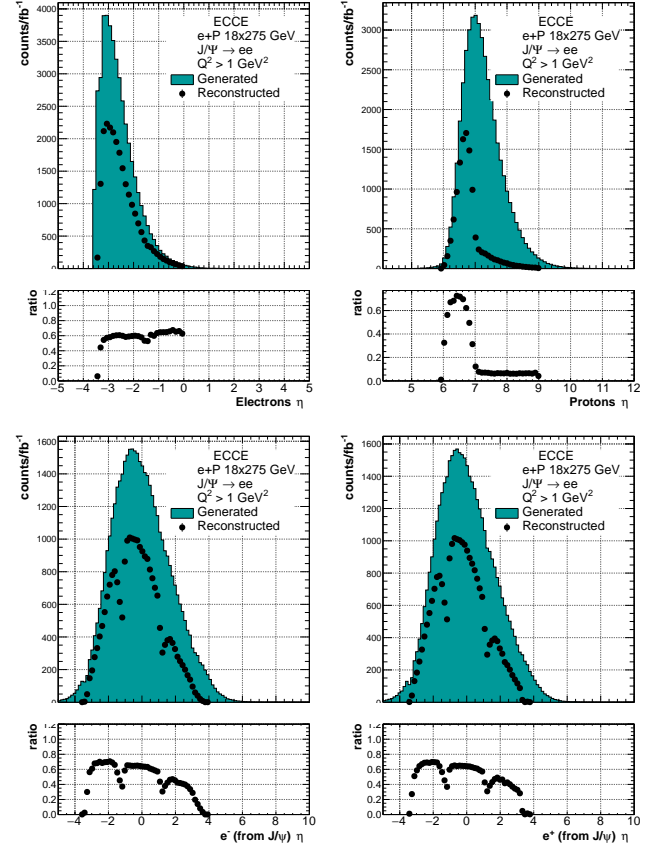 counts/fb⁻¹
4000
3500
3000
2500
2000
1500
1000
500
0
ECCE
e+P 18x275 GeV
J/Ψ → ee
Q² > 1 GeV²
Generated
Reconstructed
ratio
1.2
1.0
0.8
0.6
0.4
0.2
0.0
−5 −4 −3 −2 −1 0 1 2 3 4 5
Electrons η
counts/fb⁻¹
3000
2500
2000
1500
1000
500
0
ECCE
e+P 18x275 GeV
J/Ψ → ee
Q² > 1 GeV²
Generated
Reconstructed
ratio
0.6
0.4
0.2
0.0
4 5 6 7 8 9 10 11 12
Protons η
counts/fb⁻¹
1600
1400
1200
1000
800
600
400
200
0
ECCE
e+P 18x275 GeV
J/Ψ → ee
Q² > 1 GeV²
Generated
Reconstructed
ratio
1.2
1.0
0.8
0.6
0.4
0.2
0.0
−4 −2 0 2 4 6 8 10
e⁻ (from J/ψ) η
counts/fb⁻¹
1600
1400
1200
1000
800
600
400
200
0
ECCE
e+P 18x275 GeV
J/Ψ → ee
Q² > 1 GeV²
Generated
Reconstructed
ratio
1.2
1.0
0.8
0.6
0.4
0.2
0.0
−4 −2 0 2 4 6 8 10
e⁺ (from J/ψ) η